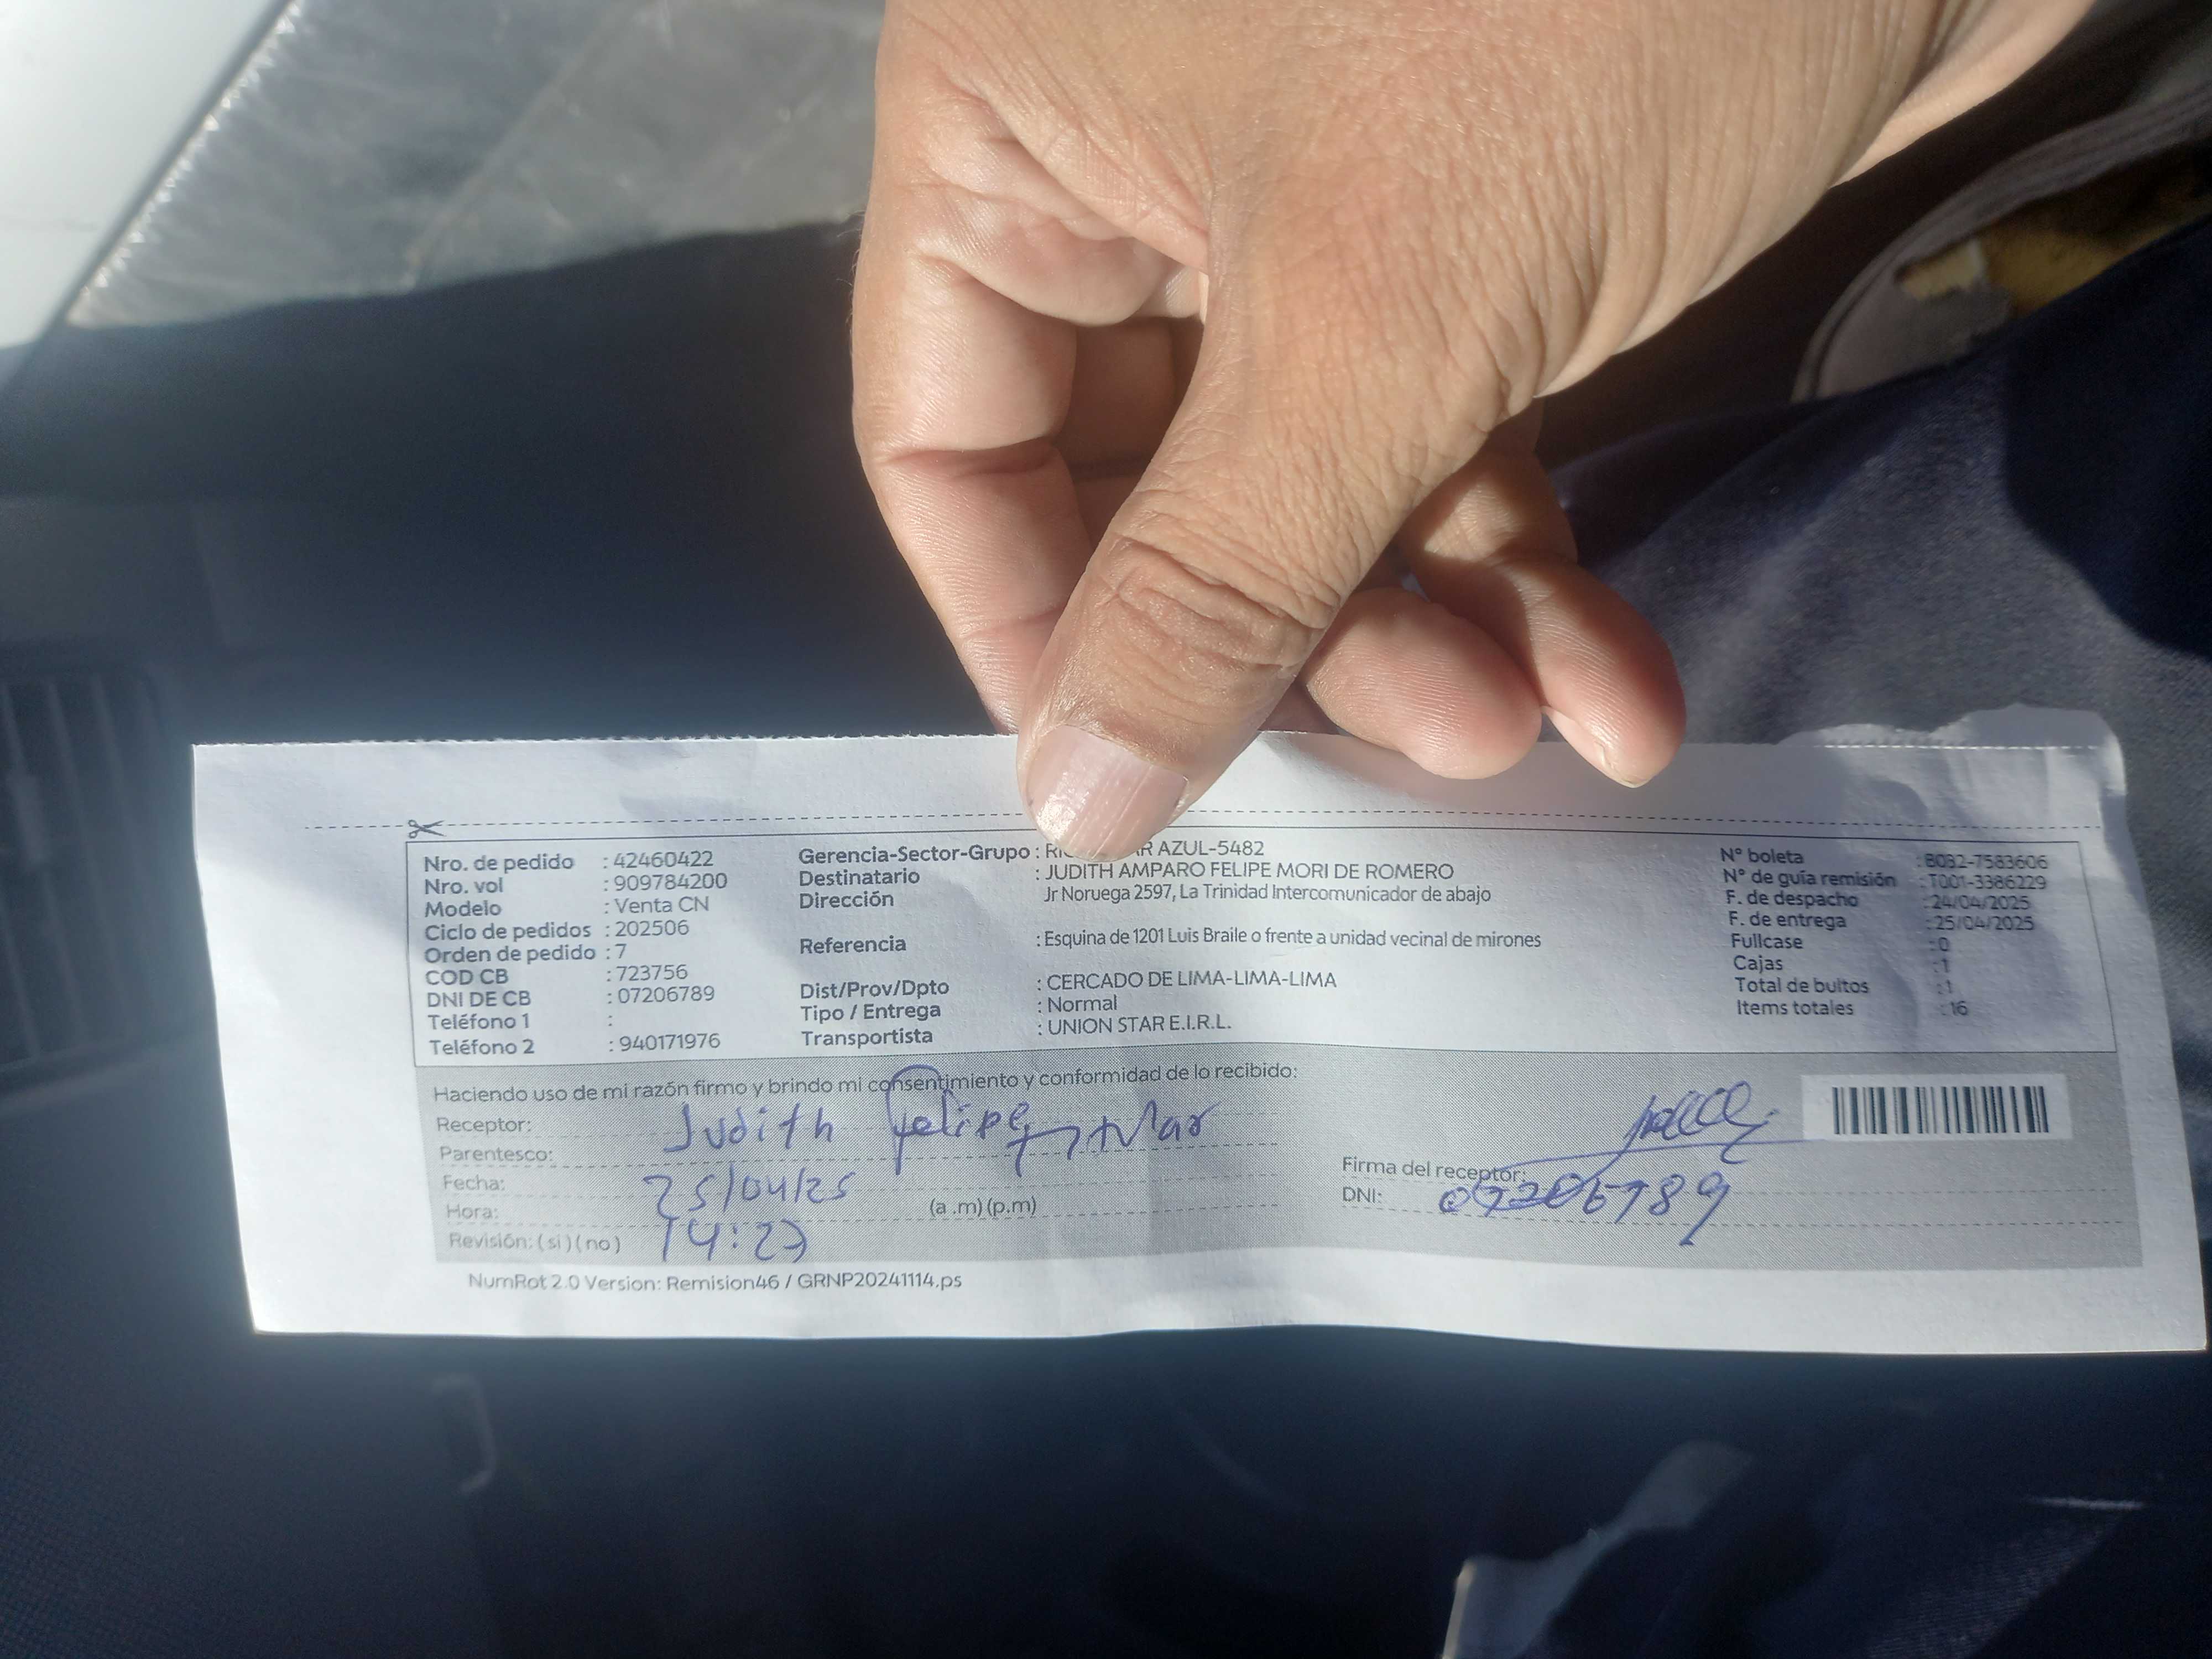 Nro. de pedido : 42460422
Nro. vol : 909784200
Modelo : Venta CN
Ciclo de pedidos : 202506
Orden de pedido : 7
COD CB : 723756
DNI DE CB : 07206789
Teléfono 1 :
Teléfono 2 : 940171976
Gerencia-Sector-Grupo : AZUL-5482
Destinatario : JUDITH AMPARO FELIPE MORI DE ROMERO
Dirección Jr Noruega 2597, La Trinidad Intercomunicador de abajo
Referencia : Esquina de 1201 Luis Braile o frente a unidad vecinal de mirones
Dist/Prov/Dpto : CERCADO DE LIMA-LIMA-LIMA
Tipo / Entrega : Normal
Transportista : UNION STAR E.I.R.L.
N° boleta : B032-7583606
N° de guía remisión : T001-3386229
F. de despacho : 24/04/2025
F. de entrega : 25/04/2025
Fullcase : 0
Cajas : 1
Total de bultos : 1
Items totales : 16
Haciendo uso de mi razón firmo y brindo mi consentimiento y conformidad de lo recibido:
Receptor: Judith Felipe
Parentesco:
Fecha: 25/04/25
Hora: 14:27 (a .m) (p.m)
Revisión: (si) (no)
Firma del receptor:
DNI: 07206789
NumRot 2.0 Version: Remision46 / GRNP20241114.ps